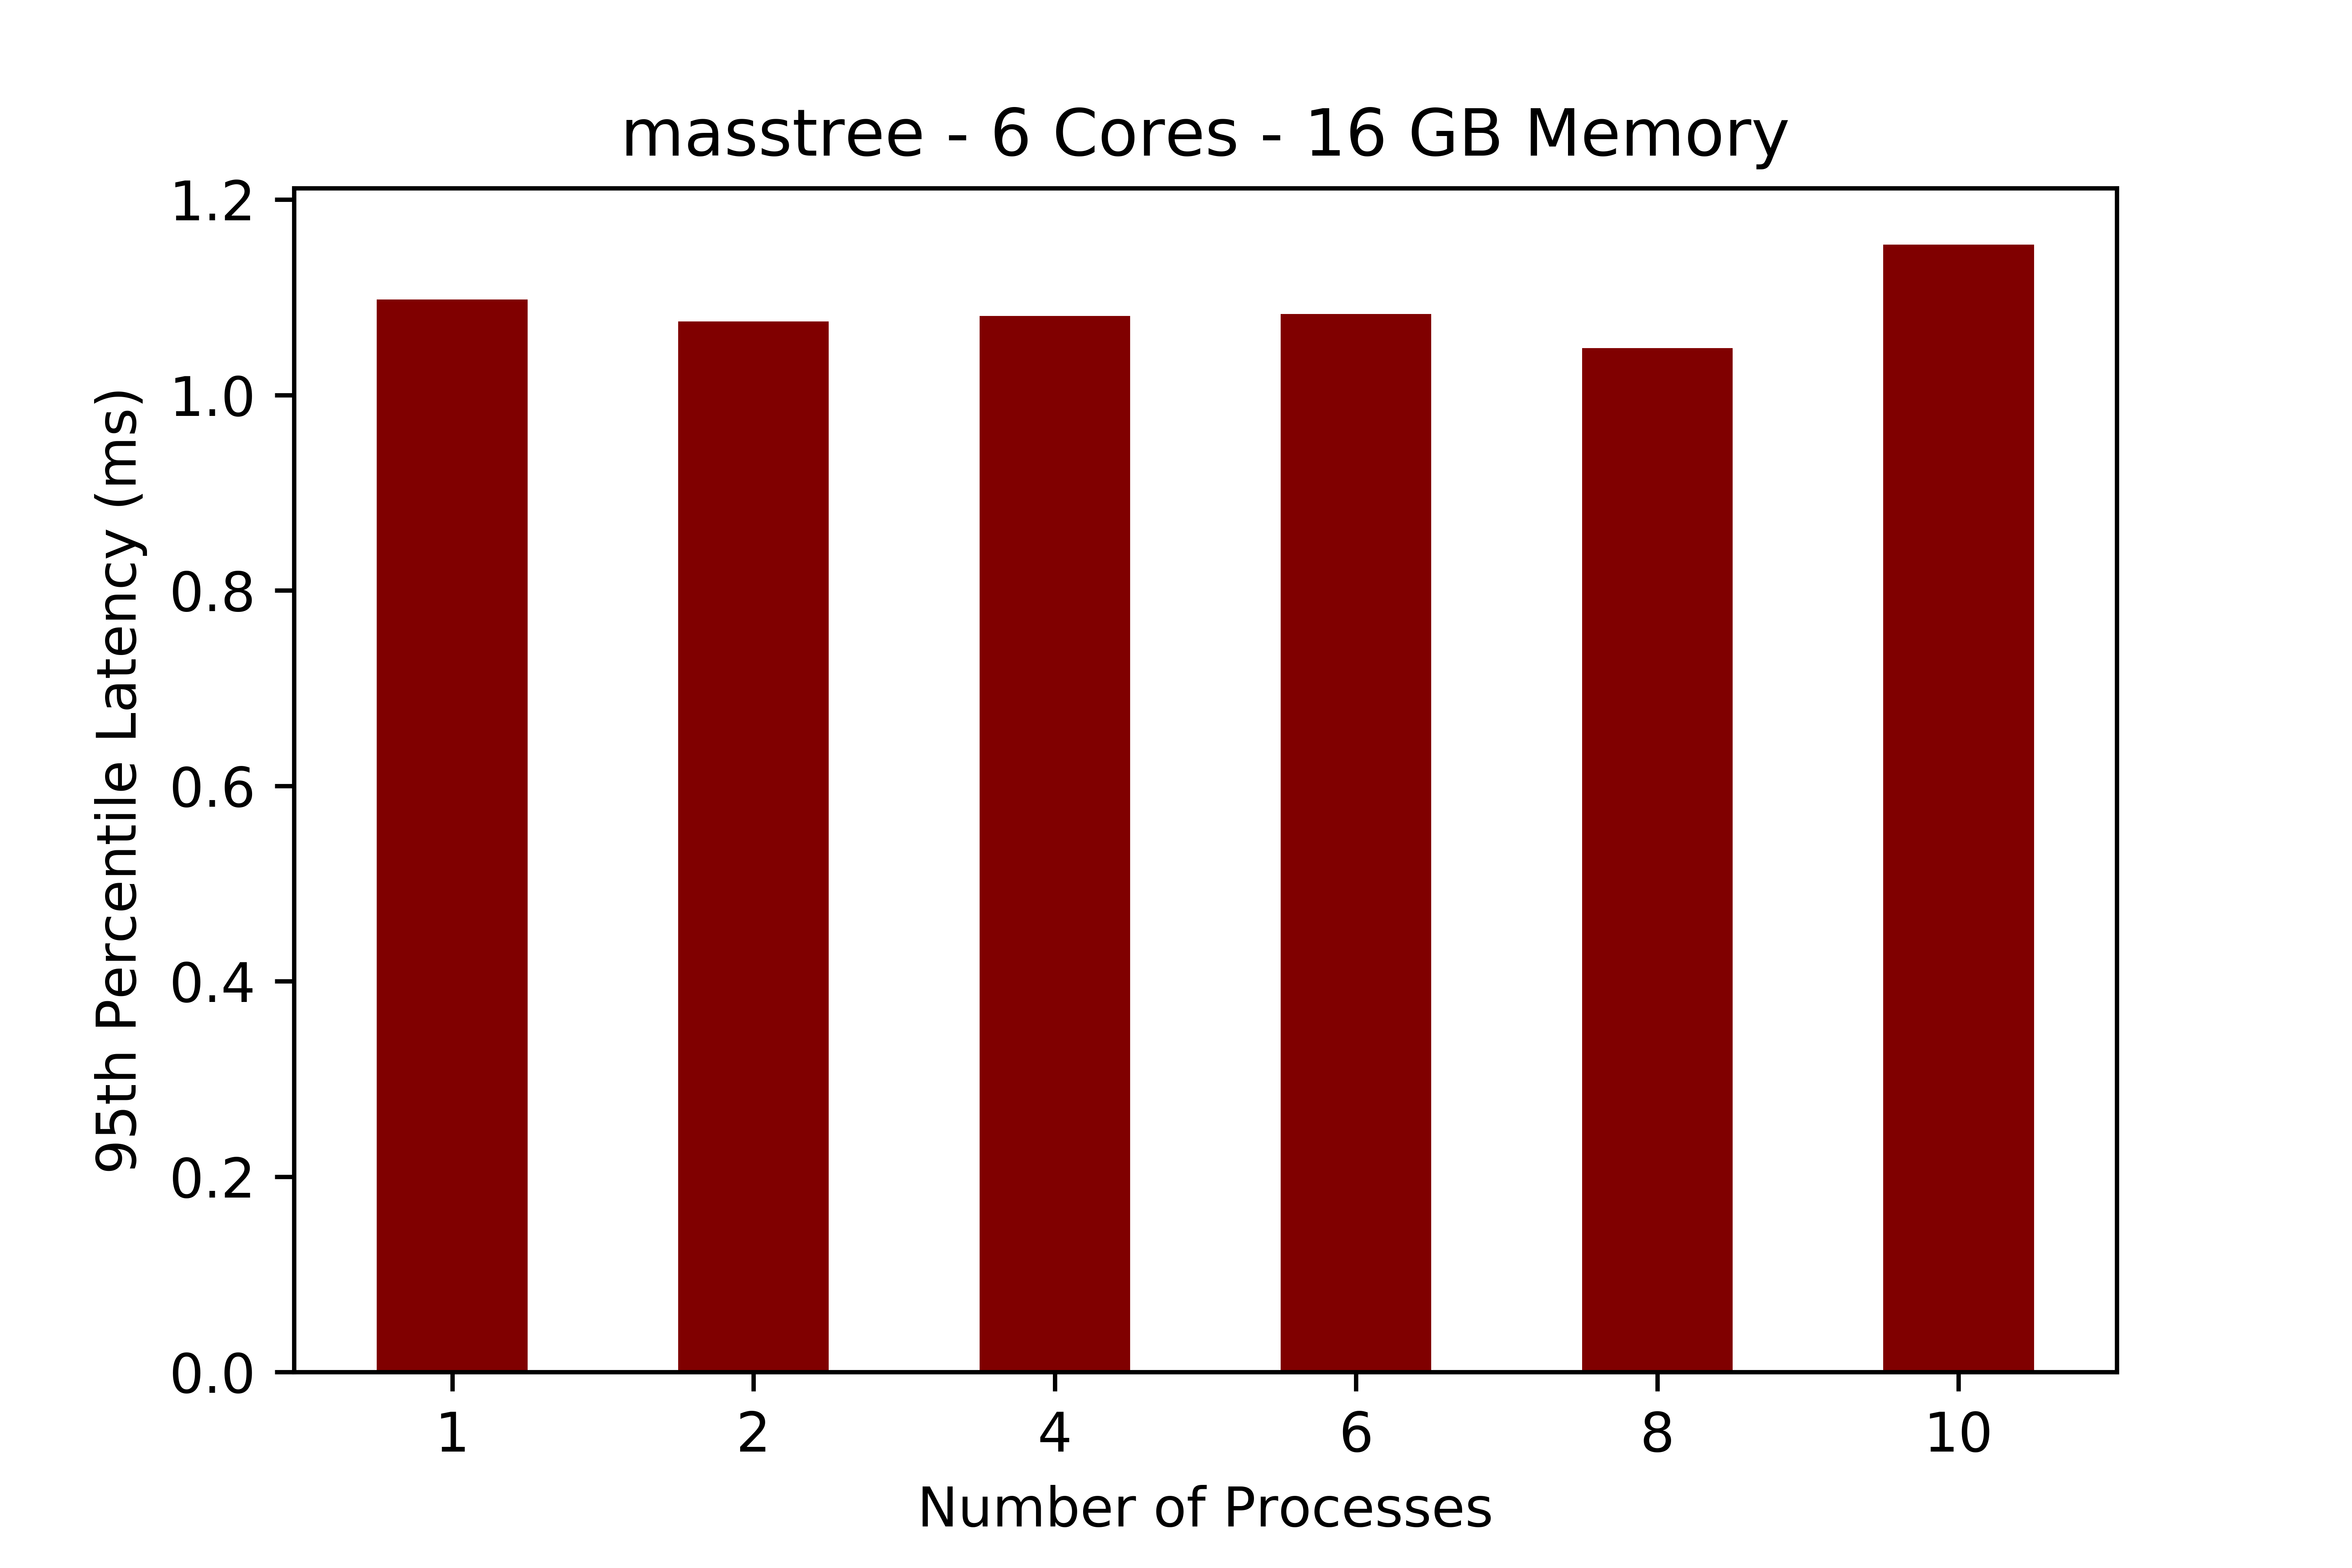 masstree - 6 Cores - 16 GB Memory
95th Percentile Latency (ms)
1.2
1.0
0.8
0.6
0.4
0.2
0.0
1 2 4 6 8 10
Number of Processes